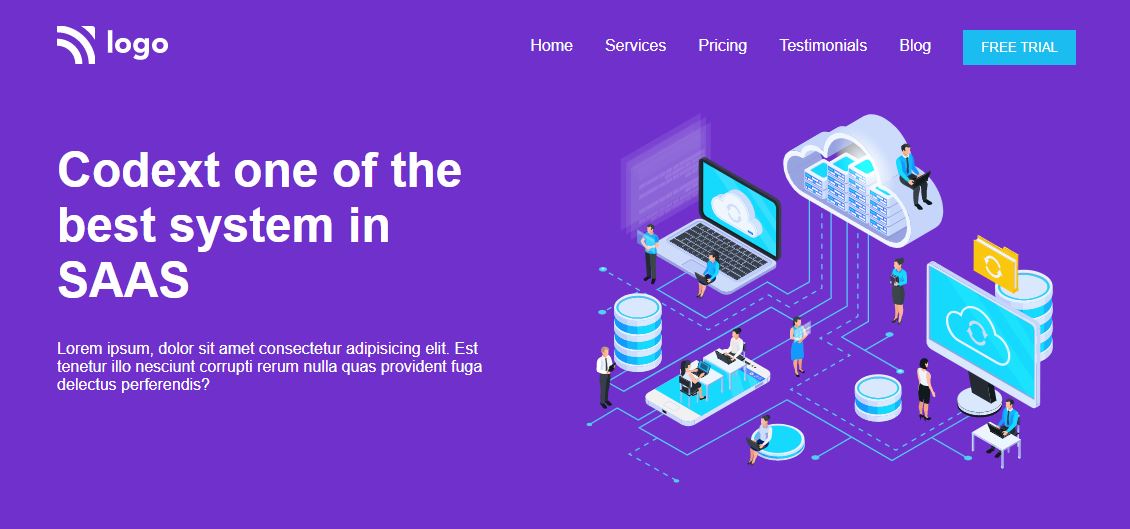 logo
Home Services Pricing Testimonials Blog FREE TRIAL
Codext one of the
best system in
SAAS
Lorem ipsum, dolor sit amet consectetur adipisicing elit. Est
tenetur illo nesciunt corrupti rerum nulla quas provident fuga
delectus perferendis?